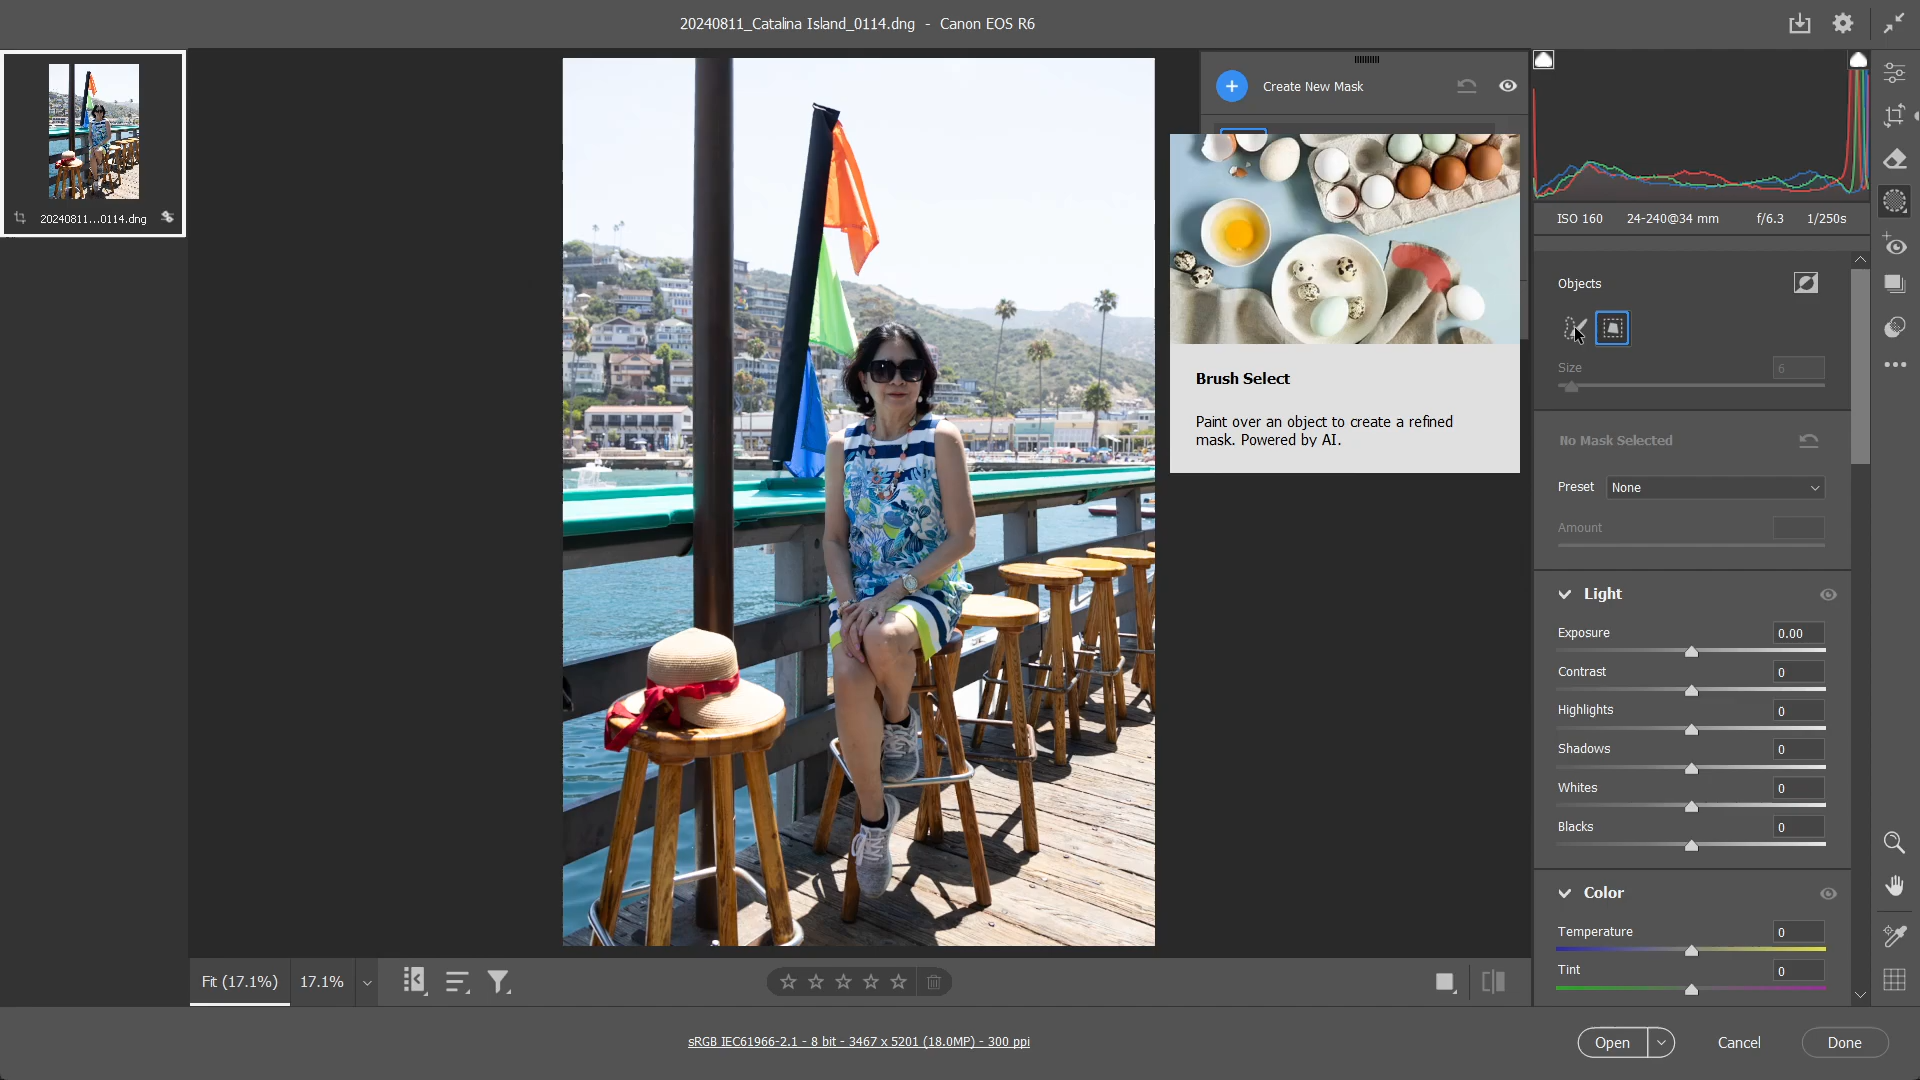 20240811_Catalina Island_0114.dng - Canon EOS R6
20240811...0114.dng
Create New Mask
Brush Select
Paint over an object to create a refined
mask. Powered by AI.
ISO 160 24-240@34 mm f/6.3 1/250s
Objects
Size 6
No Mask Selected
Preset None
Amount
Light
Exposure 0.00
Contrast 0
Highlights 0
Shadows 0
Whites 0
Blacks 0
Color
Temperature 0
Tint 0
Fit (17.1%) 17.1%
sRGB IEC61966-2.1 - 8 bit - 3467 x 5201 (18.0MP) - 300 ppi
Open Cancel Done